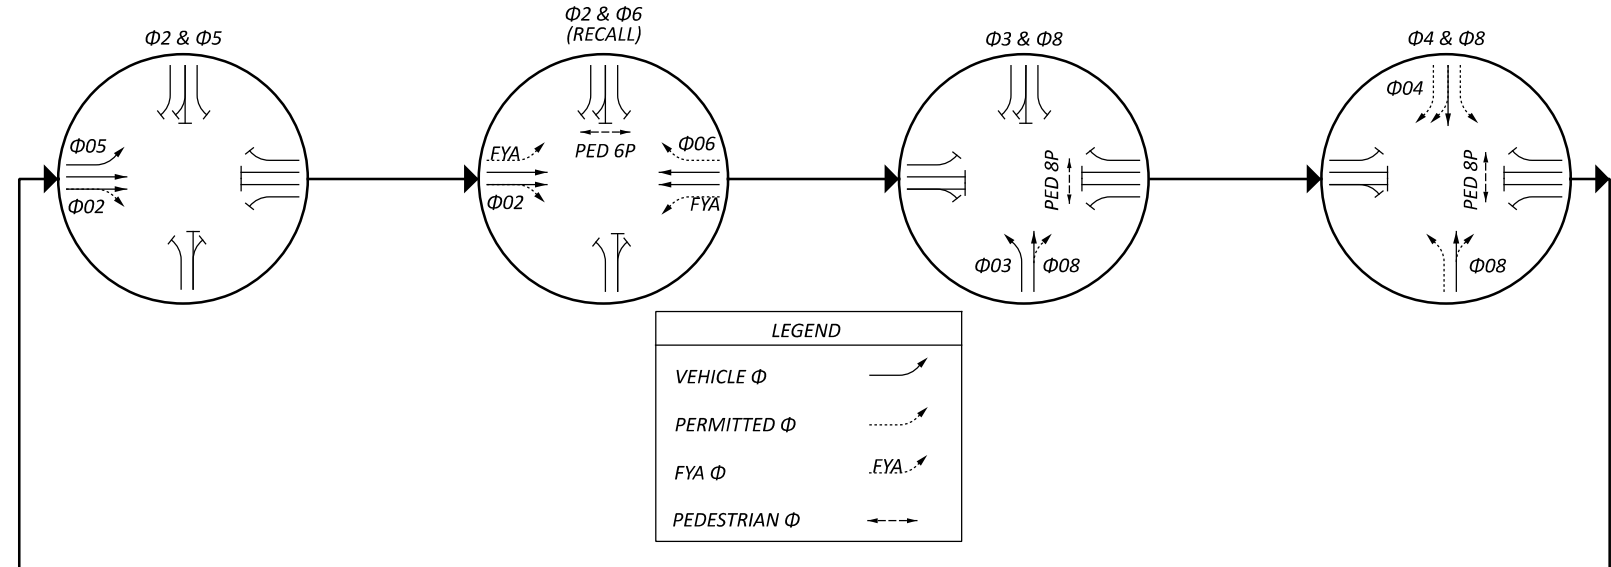 Φ2 & Φ5
Φ05
Φ02
Φ2 & Φ6
(RECALL)
PED 6P
FYA
Φ06
Φ02
FYA
Φ3 & Φ8
PED 8P
Φ03
Φ08
Φ4 & Φ8
Φ04
PED 8P
Φ08
LEGEND
VEHICLE Φ
PERMITTED Φ
FYA Φ
FYA
PEDESTRIAN Φ